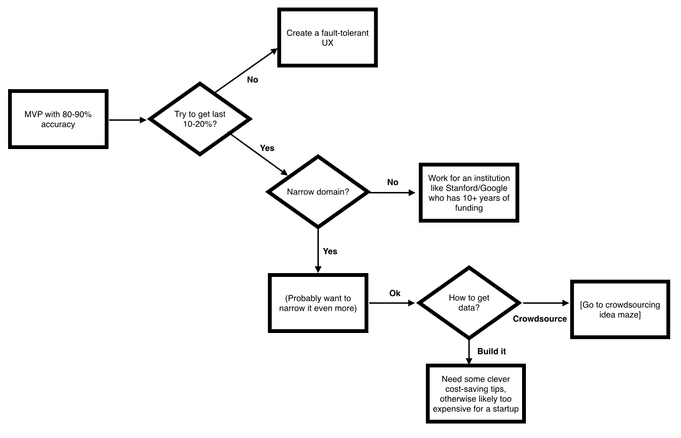 Create a fault-tolerant
UX
No
MVP with 80-90%
accuracy
Try to get last
10-20%?
Yes
Narrow domain?
No
Work for an institution
like Stanford/Google
who has 10+ years of
funding
Yes
(Probably want to
narrow it even more)
Ok
How to get
data?
Crowdsource
[Go to crowdsourcing
idea maze]
Build it
Need some clever
cost-saving tips,
otherwise likely too
expensive for a startup